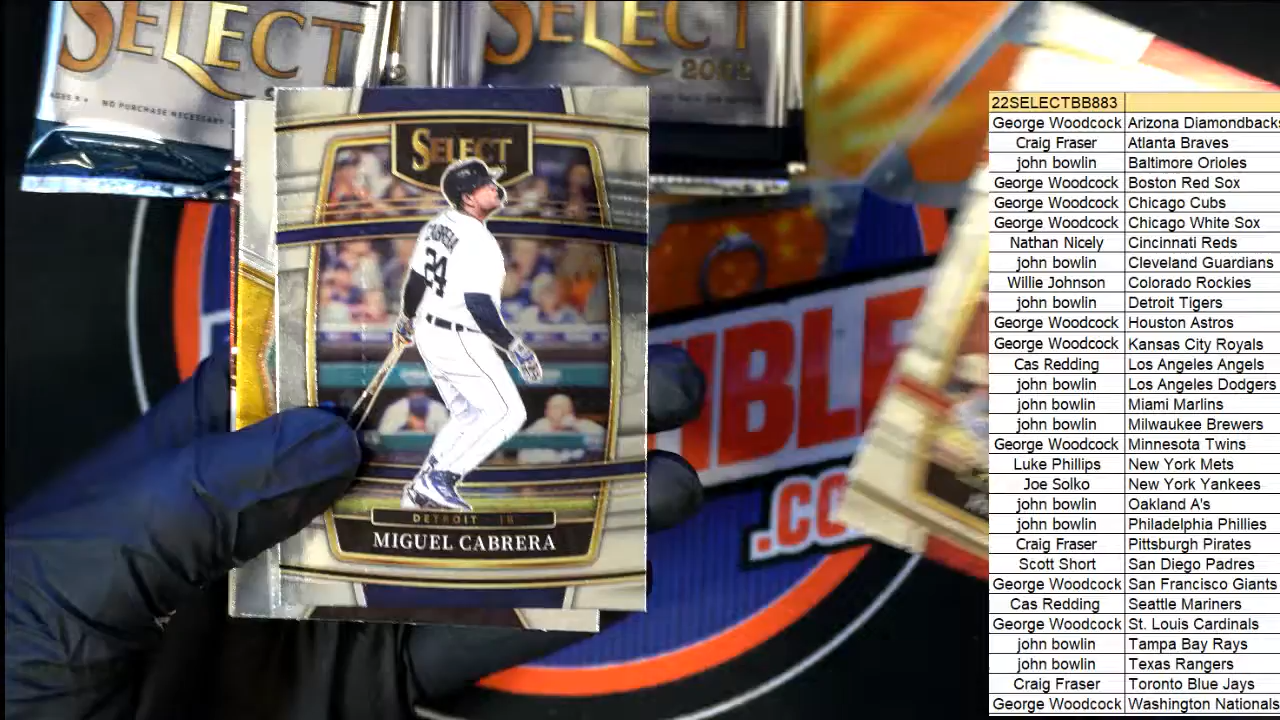 SELECT
SELECT
2022
AGES 9+ NO PURCHASE NECESSARY
SELECT
CABRERA
24
DETROIT - 1B
MIGUEL CABRERA
IBLE
.CO
22SELECTBB883
George Woodcock Arizona Diamondbacks
Craig Fraser Atlanta Braves
john bowlin Baltimore Orioles
George Woodcock Boston Red Sox
George Woodcock Chicago Cubs
George Woodcock Chicago White Sox
Nathan Nicely Cincinnati Reds
john bowlin Cleveland Guardians
Willie Johnson Colorado Rockies
john bowlin Detroit Tigers
George Woodcock Houston Astros
George Woodcock Kansas City Royals
Cas Redding Los Angeles Angels
john bowlin Los Angeles Dodgers
john bowlin Miami Marlins
john bowlin Milwaukee Brewers
George Woodcock Minnesota Twins
Luke Phillips New York Mets
Joe Solko New York Yankees
john bowlin Oakland A's
john bowlin Philadelphia Phillies
Craig Fraser Pittsburgh Pirates
Scott Short San Diego Padres
George Woodcock San Francisco Giants
Cas Redding Seattle Mariners
George Woodcock St. Louis Cardinals
john bowlin Tampa Bay Rays
john bowlin Texas Rangers
Craig Fraser Toronto Blue Jays
George Woodcock Washington Nationals